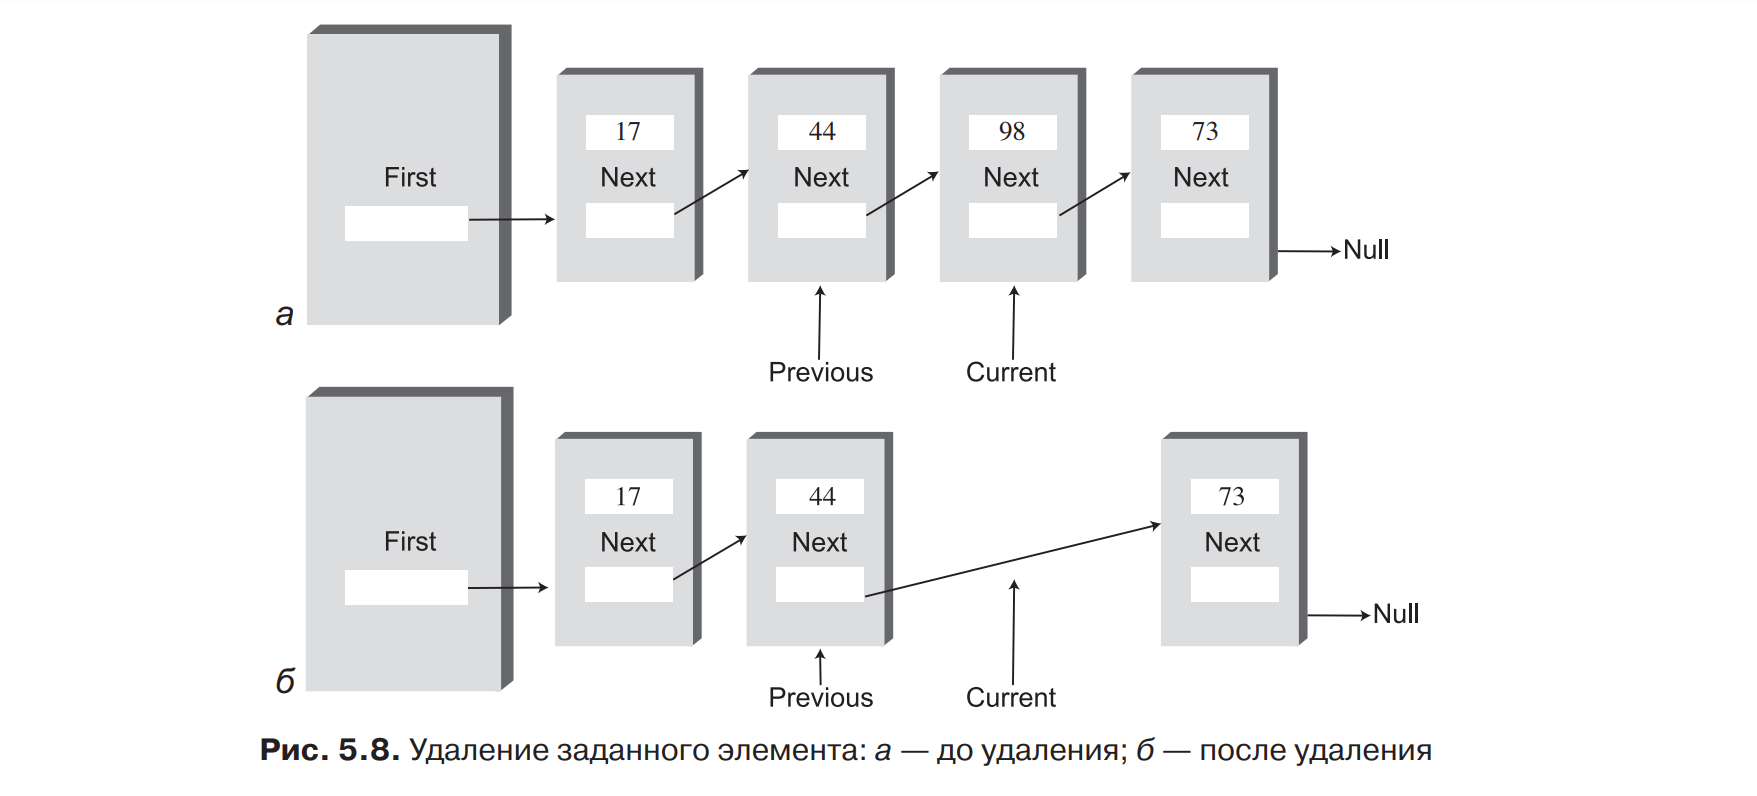 17 44 98 73
First Next Next Next Next
Null
а
Previous Current
17 44 73
First Next Next Next
Null
б
Previous Current
Рис. 5.8. Удаление заданного элемента: а — до удаления; б — после удаления